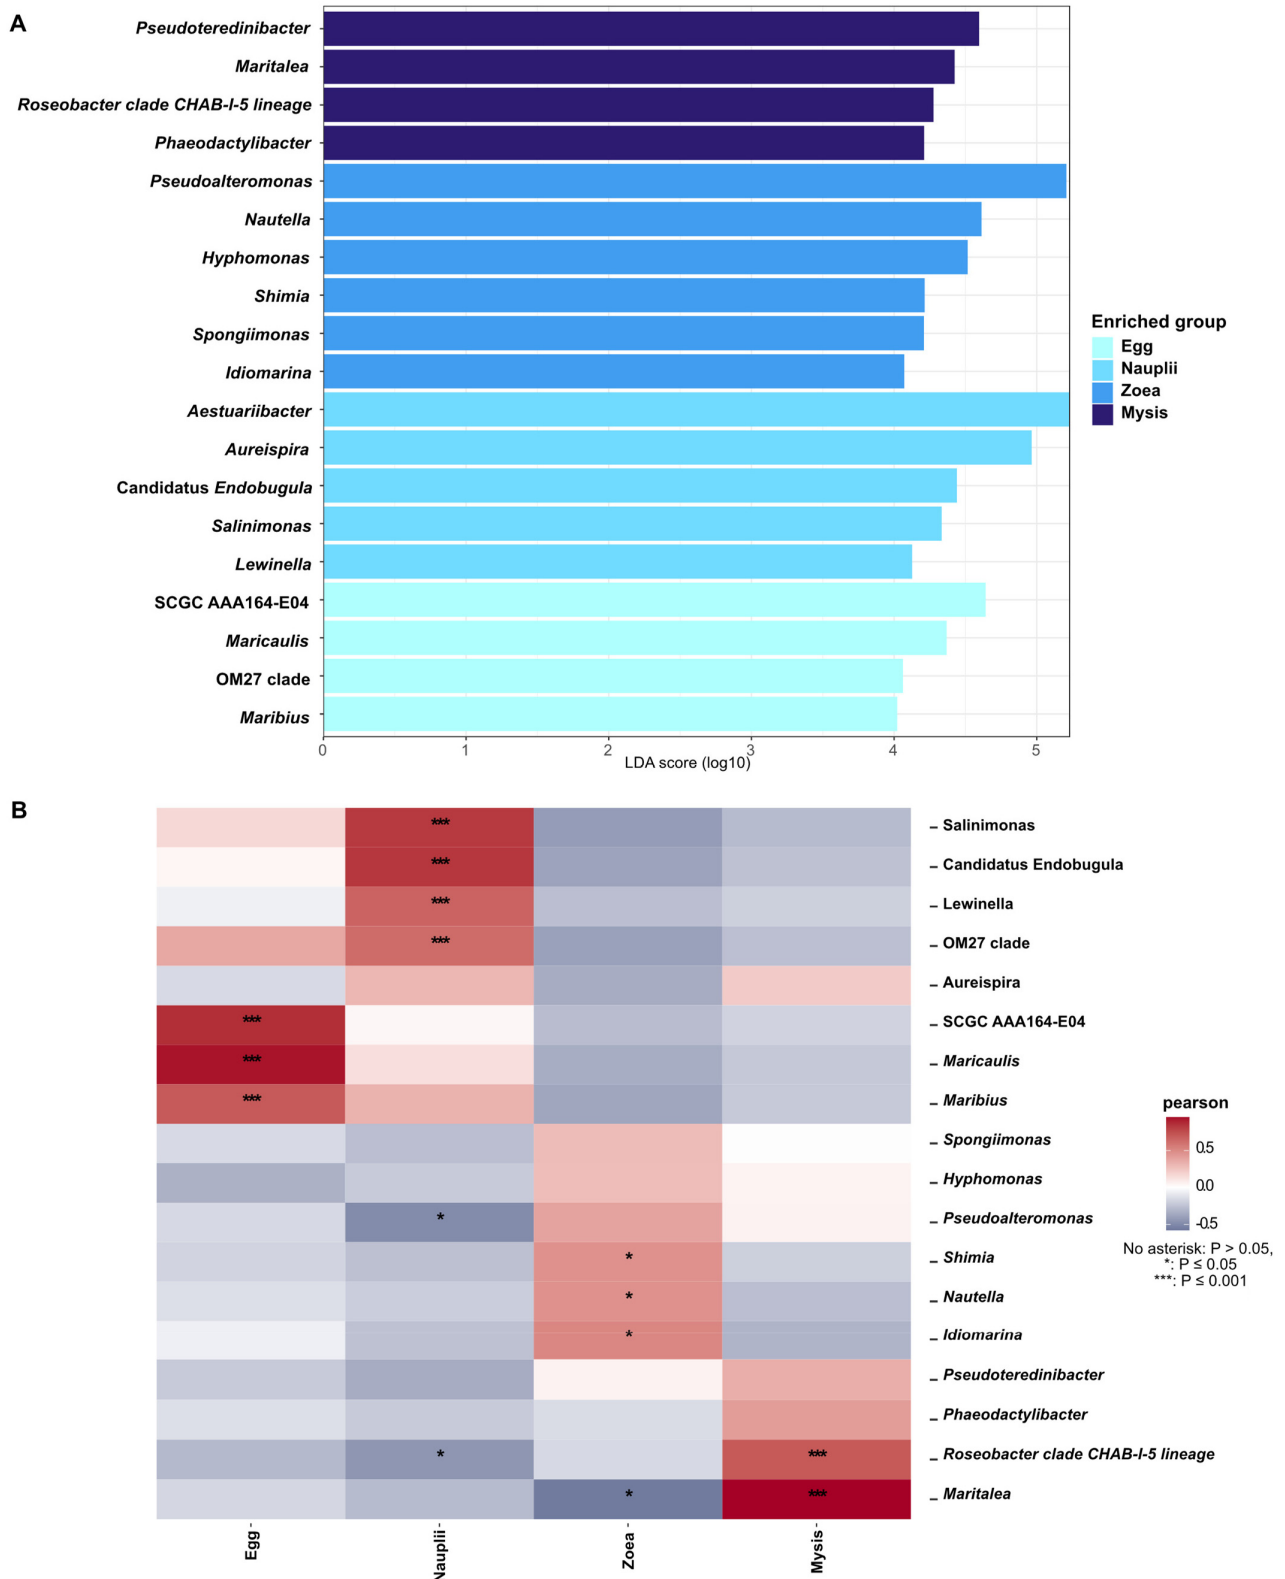 A
Pseudoteredinibacter
Maritalea
Roseobacter clade CHAB-I-5 lineage
Phaeodactylibacter
Pseudoalteromonas
Nautella
Hyphomonas
Shimia
Spongiimonas
Idiomarina
Aestuariibacter
Aureispira
Candidatus Endobugula
Salinimonas
Lewinella
SCGC AAA164-E04
Maricaulis
OM27 clade
Maribius
0 1 2 3 4 5
LDA score (log10)
Enriched group
Egg
Nauplii
Zoea
Mysis
B
*** Salinimonas
*** Candidatus Endobugula
*** Lewinella
*** OM27 clade
Aureispira
*** SCGC AAA164-E04
*** Maricaulis
*** Maribius
Spongiimonas
Hyphomonas
* Pseudoalteromonas
* Shimia
* Nautella
* Idiomarina
Pseudoteredinibacter
Phaeodactylibacter
* *** Roseobacter clade CHAB-I-5 lineage
* *** Maritalea
Egg
Nauplii
Zoea
Mysis
pearson
0.5
0.0
-0.5
No asterisk: P > 0.05,
*: P ≤ 0.05
***: P ≤ 0.001